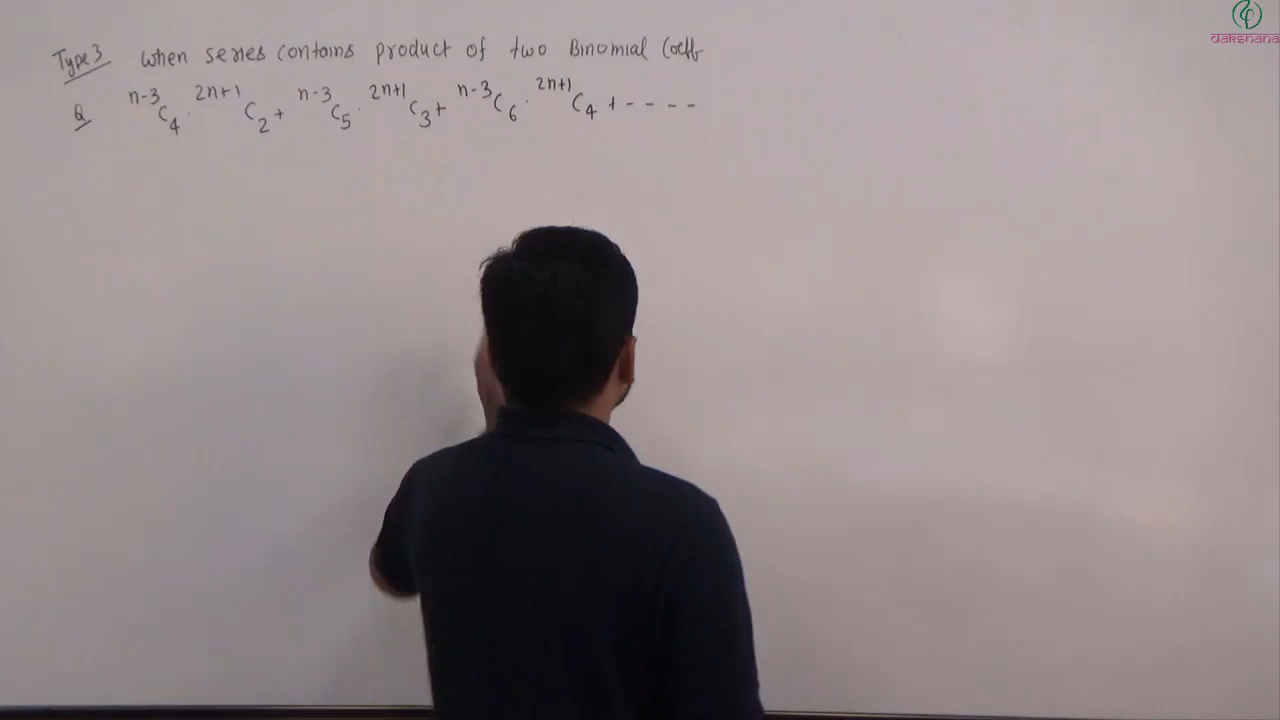 Type 3 When series contains product of two Binomial Coeff
Q n-3C4 . 2n+1C2 + n-3C5 . 2n+1C3 + n-3C6 . 2n+1C4 + - - - -
dakshana